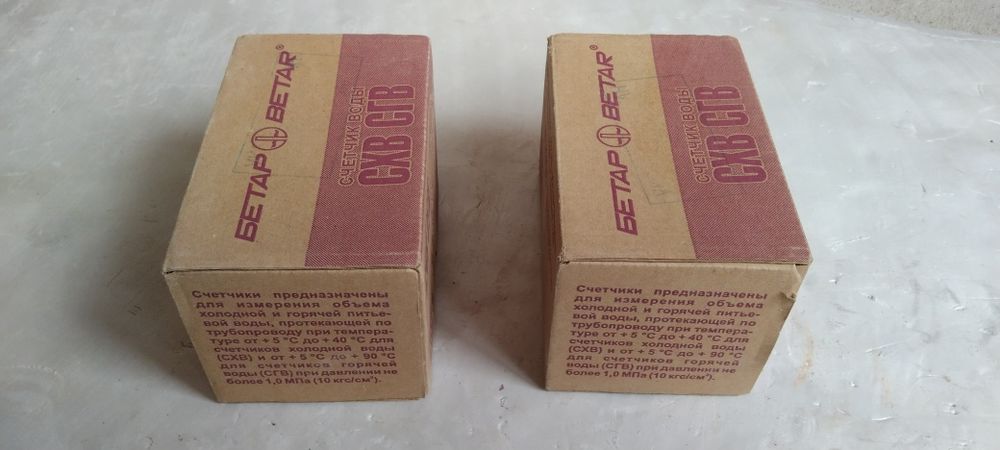 БЕТАР BETAR®
СЧЕТЧИК ВОДЫ
СХВ СГВ
Счетчики предназначены
для измерения объема
холодной и горячей питье-
вой воды, протекающей по
трубопроводу при темпера-
туре от + 5 °С до + 40 °С для
счетчиков холодной воды
(СХВ) и от + 5 °С до + 90 °С
для счетчиков горячей
воды (СГВ) при давлении не
более 1,0 МПа (10 кгс/см²).
БЕТАР BETAR®
СЧЕТЧИК ВОДЫ
СХВ СГВ
Счетчики предназначены
для измерения объема
холодной и горячей питье-
вой воды, протекающей по
трубопроводу при темпера-
туре от + 5 °С до + 40 °С для
счетчиков холодной воды
(СХВ) и от + 5 °С до + 90 °С
для счетчиков горячей
воды (СГВ) при давлении не
более 1,0 МПа (10 кгс/см²).